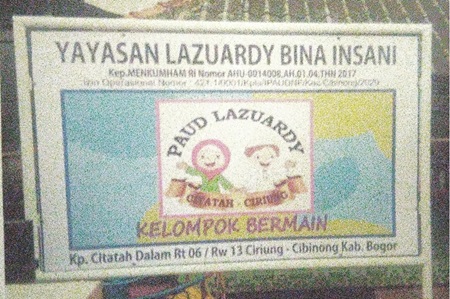 YAYASAN LAZUARDY BINA INSANI
Kep.MENKUMHAM RI Nomor AHU-0014008.AH.01.04.THN 2017
PAUD LAZUARDY
CITATAH - CIRIUNG
KELOMPOK BERMAIN
Kp. Citatah Dalam Rt 06 / Rw 13 Ciriung - Cibinong Kab. Bogor